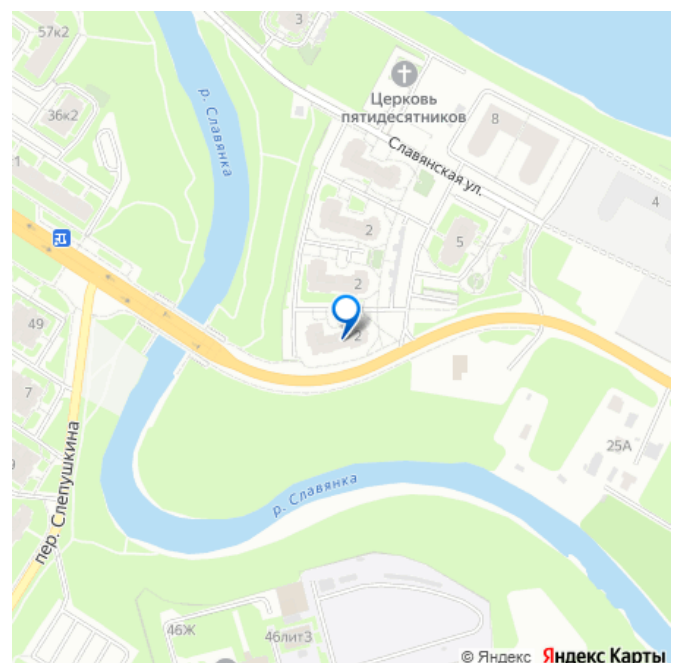 57к2
3
р. Славянка
Церковь
пятидесятников
36к2
8
Славянская ул.
1
4
2
5
2
49
2
7
25А
пер. Слепушкина
р. Славянка
9
46Ж
46лит3
© Яндекс Яндекс Карты